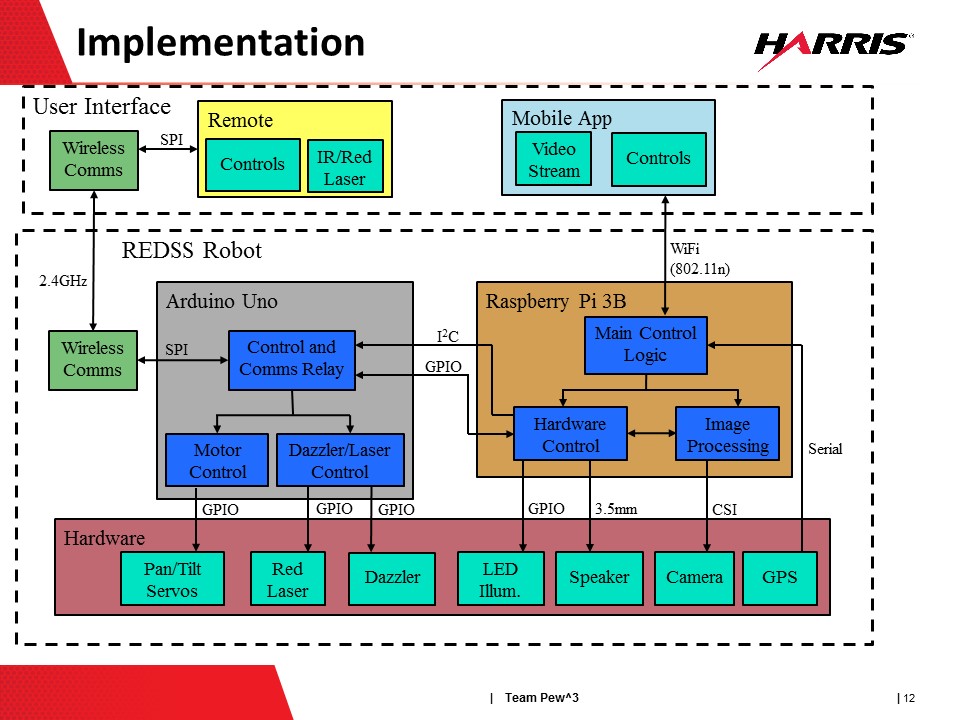 Implementation
HARRIS®
User Interface
Wireless
Comms
SPI
Remote
Controls
IR/Red
Laser
Mobile App
Video
Stream
Controls
REDSS Robot
2.4GHz
WiFi
(802.11n)
Arduino Uno
Raspberry Pi 3B
Wireless
Comms
SPI
Control and
Comms Relay
I²C
GPIO
Main Control
Logic
Motor
Control
Dazzler/Laser
Control
Hardware
Control
Image
Processing
Serial
GPIO
GPIO
GPIO
GPIO
3.5mm
CSI
Hardware
Pan/Tilt
Servos
Red
Laser
Dazzler
LED
Illum.
Speaker
Camera
GPS
| Team Pew^3
| 12